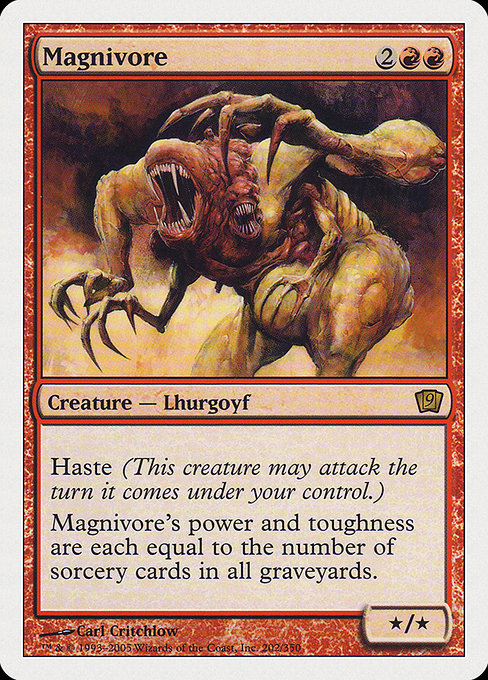 Magnivore 2
Creature — Lhurgoyf 9
Haste (This creature may attack the
turn it comes under your control.)
Magnivore's power and toughness
are each equal to the number of
sorcery cards in all graveyards.
★/★
Carl Critchlow
™ & © 1993-2005 Wizards of the Coast, Inc. 202/350